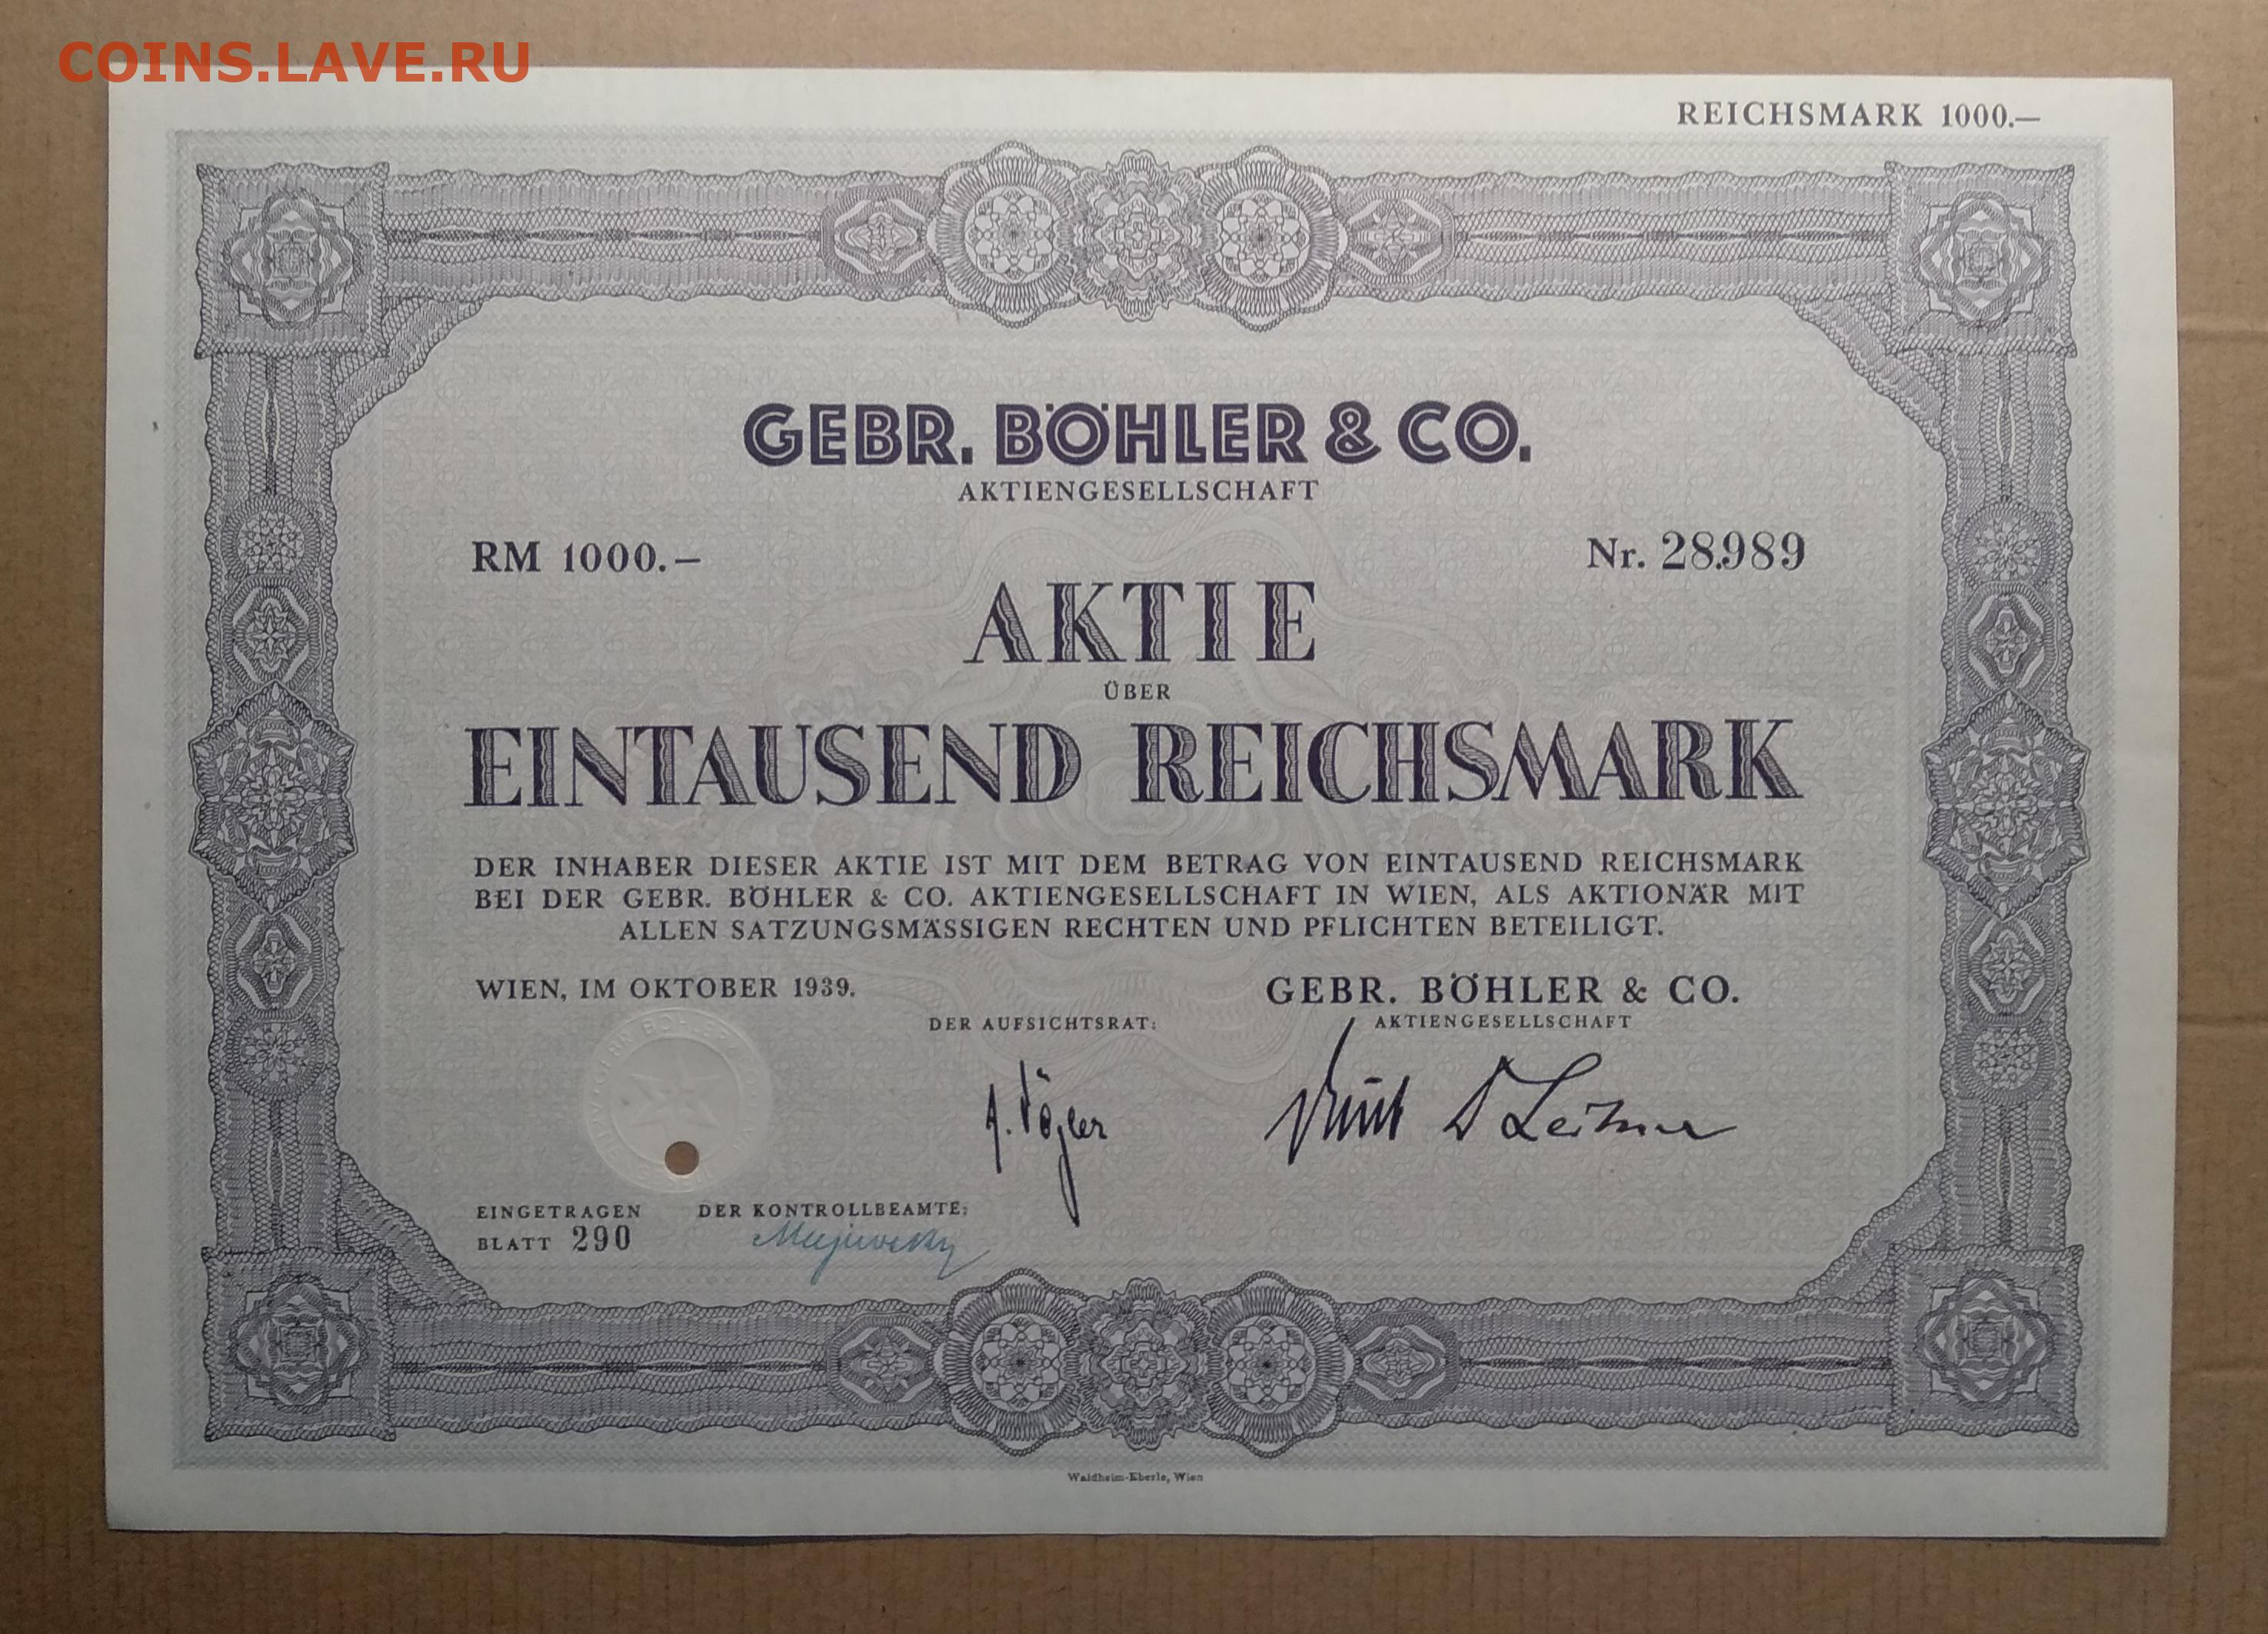 COINS.LAVE.RU
REICHSMARK 1000.—
GEBR. BÖHLER & CO.
AKTIENGESELLSCHAFT
RM 1000.— Nr. 28.989
AKTIE
ÜBER
EINTAUSEND REICHSMARK
DER INHABER DIESER AKTIE IST MIT DEM BETRAG VON EINTAUSEND REICHSMARK
BEI DER GEBR. BÖHLER & CO. AKTIENGESELLSCHAFT IN WIEN, ALS AKTIONÄR MIT
ALLEN SATZUNGSMÄSSIGEN RECHTEN UND PFLICHTEN BETEILIGT.
WIEN, IM OKTOBER 1939. GEBR. BÖHLER & CO.
DER AUFSICHTSRAT: AKTIENGESELLSCHAFT
A. Vögler
EINGETRAGEN DER KONTROLLBEAMTE:
BLATT 290
Waldheim-Eberle, Wien